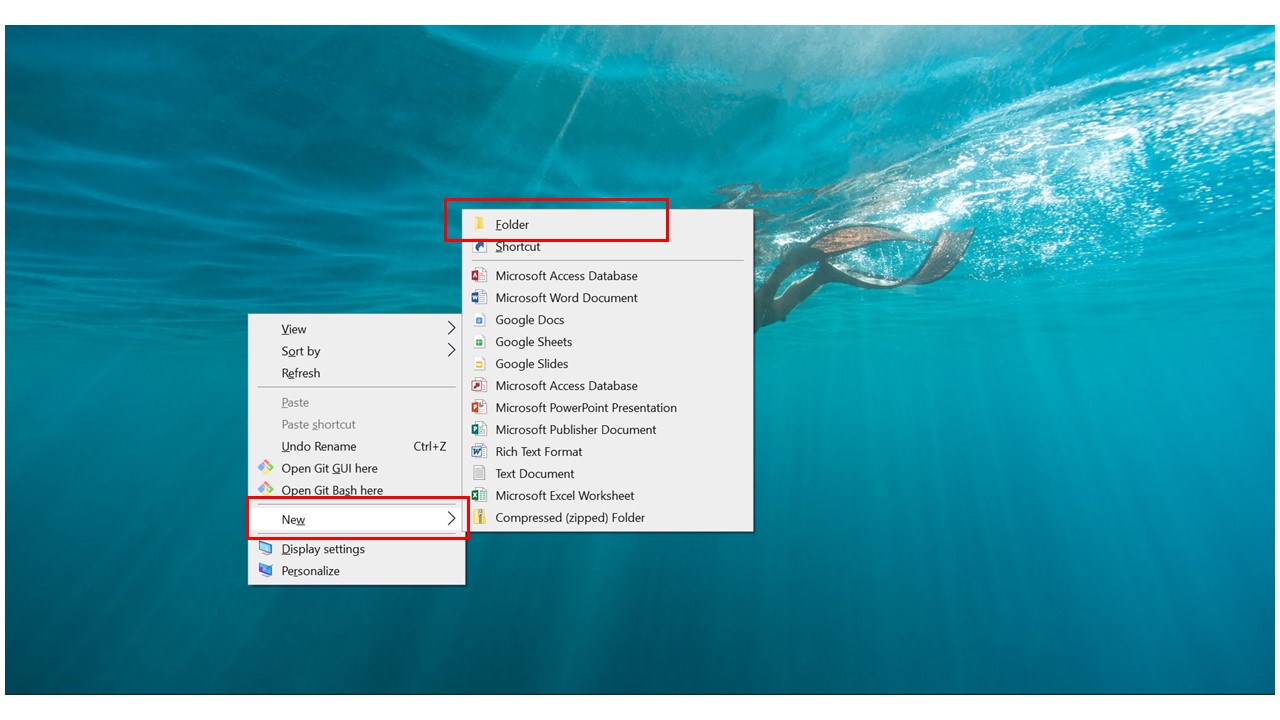 View
Sort by
Refresh
Paste
Paste shortcut
Undo Rename Ctrl+Z
Open Git GUI here
Open Git Bash here
New
Display settings
Personalize
Folder
Shortcut
Microsoft Access Database
Microsoft Word Document
Google Docs
Google Sheets
Google Slides
Microsoft Access Database
Microsoft PowerPoint Presentation
Microsoft Publisher Document
Rich Text Format
Text Document
Microsoft Excel Worksheet
Compressed (zipped) Folder